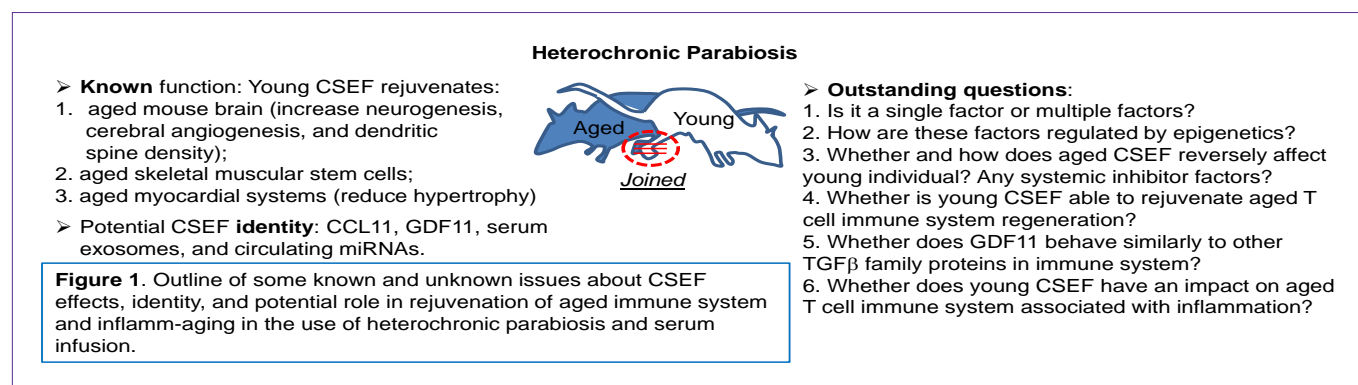 Heterochronic Parabiosis
➢ Known function: Young CSEF rejuvenates:
1. aged mouse brain (increase neurogenesis,
cerebral angiogenesis, and dendritic
spine density);
2. aged skeletal muscular stem cells;
3. aged myocardial systems (reduce hypertrophy)
➢ Potential CSEF identity: CCL11, GDF11, serum
exosomes, and circulating miRNAs.
Figure 1. Outline of some known and unknown issues about CSEF
effects, identity, and potential role in rejuvenation of aged immune system
and inflamm-aging in the use of heterochronic parabiosis and serum
infusion.
Aged
Young
Joined
➢ Outstanding questions:
1. Is it a single factor or multiple factors?
2. How are these factors regulated by epigenetics?
3. Whether and how does aged CSEF reversely affect
young individual? Any systemic inhibitor factors?
4. Whether is young CSEF able to rejuvenate aged T
cell immune system regeneration?
5. Whether does GDF11 behave similarly to other
TGFβ family proteins in immune system?
6. Whether does young CSEF have an impact on aged
T cell immune system associated with inflammation?